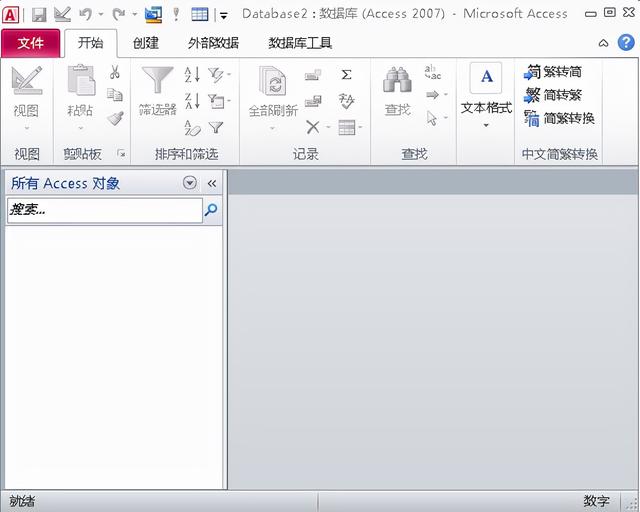 Database2 : 数据库 (Access 2007) - Microsoft Access
文件 开始 创建 外部数据 数据库工具
视图 粘贴 筛选器 全部刷新 查找 文本格式
繁转简
简转繁
简繁转换
视图 剪贴板 排序和筛选 记录 查找 中文简繁转换
所有 Access 对象
搜索...
就绪 数字